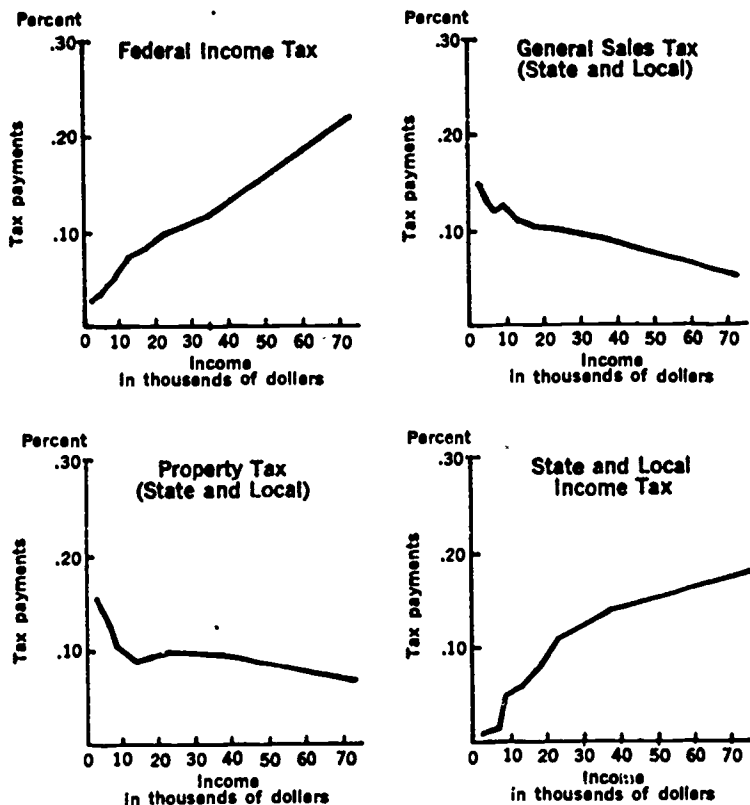 Percent
.30
Federal Income Tax
.20
Tax payments
.10
0 10 20 30 40 50 60 70
Income
in thousands of dollars
Percent
.30
General Sales Tax
(State and Local)
.20
Tax payments
.10
0 10 20 30 40 50 60 70
Income
in thousands of dollars
Percent
.30
Property Tax
(State and Local)
.20
Tax payments
.10
0 10 20 30 40 50 60 70
Income
in thousands of dollars
Percent
.30
State and Local
Income Tax
.20
Tax payments
.10
0 10 20 30 40 50 60 70
Income
in thousands of dollars